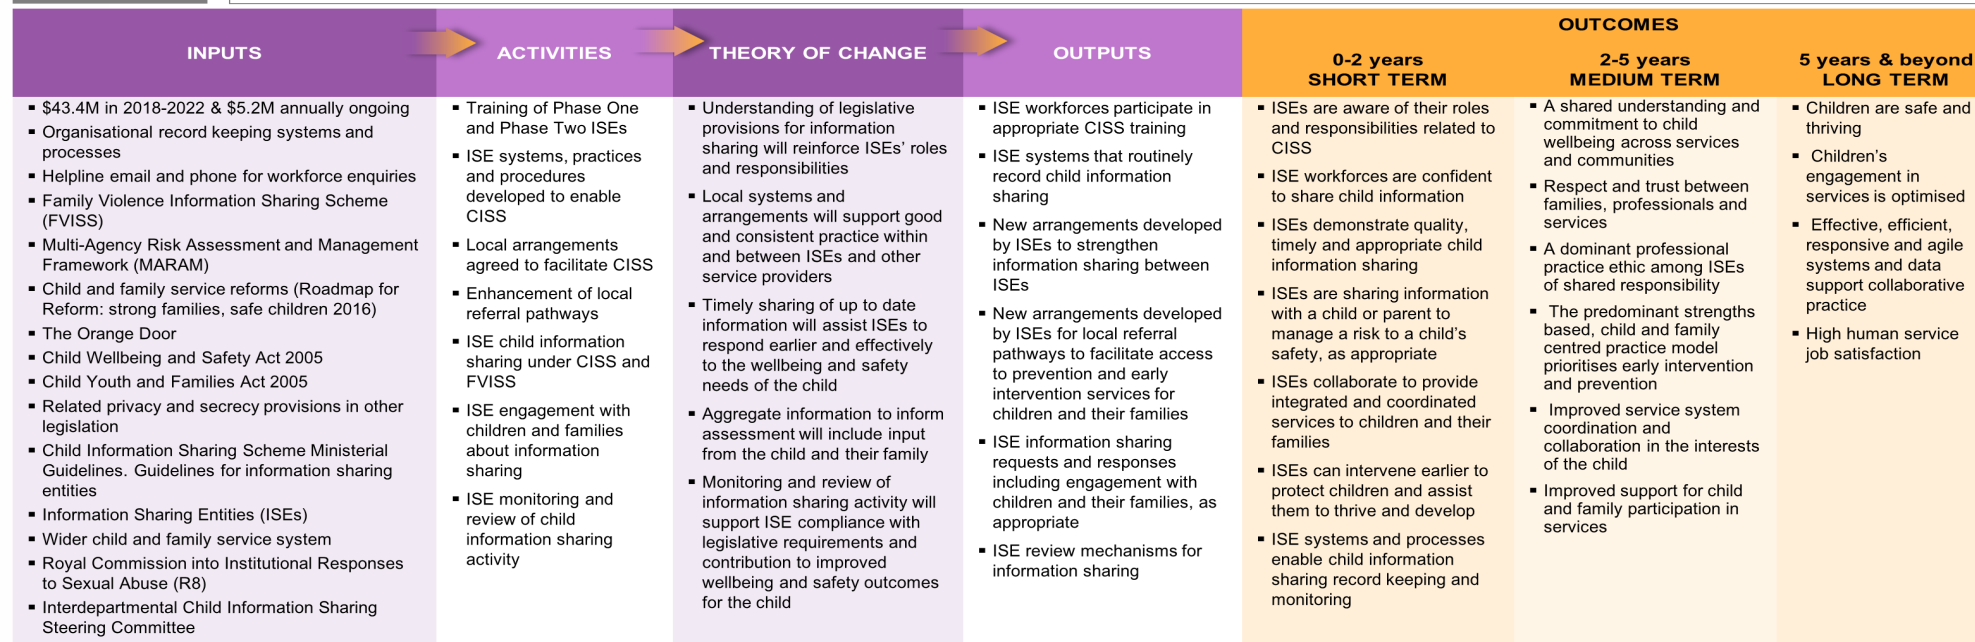 INPUTS
ACTIVITIES
THEORY OF CHANGE
OUTPUTS
OUTCOMES
0-2 years
SHORT TERM
2-5 years
MEDIUM TERM
5 years & beyond
LONG TERM
▪ $43.4M in 2018-2022 & $5.2M annually ongoing
▪ Organisational record keeping systems and
processes
▪ Helpline email and phone for workforce enquiries
▪ Family Violence Information Sharing Scheme
(FVISS)
▪ Multi-Agency Risk Assessment and Management
Framework (MARAM)
▪ Child and family service reforms (Roadmap for
Reform: strong families, safe children 2016)
▪ The Orange Door
▪ Child Wellbeing and Safety Act 2005
▪ Child Youth and Families Act 2005
▪ Related privacy and secrecy provisions in other
legislation
▪ Child Information Sharing Scheme Ministerial
Guidelines. Guidelines for information sharing
entities
▪ Information Sharing Entities (ISEs)
▪ Wider child and family service system
▪ Royal Commission into Institutional Responses
to Sexual Abuse (R8)
▪ Interdepartmental Child Information Sharing
Steering Committee
▪ Training of Phase One
and Phase Two ISEs
▪ ISE systems, practices
and procedures
developed to enable
CISS
▪ Local arrangements
agreed to facilitate CISS
▪ Enhancement of local
referral pathways
▪ ISE child information
sharing under CISS and
FVISS
▪ ISE engagement with
children and families
about information
sharing
▪ ISE monitoring and
review of child
information sharing
activity
▪ Understanding of legislative
provisions for information
sharing will reinforce ISEs’ roles
and responsibilities
▪ Local systems and
arrangements will support good
and consistent practice within
and between ISEs and other
service providers
▪ Timely sharing of up to date
information will assist ISEs to
respond earlier and effectively
to the wellbeing and safety
needs of the child
▪ Aggregate information to inform
assessment will include input
from the child and their family
▪ Monitoring and review of
information sharing activity will
support ISE compliance with
legislative requirements and
contribution to improved
wellbeing and safety outcomes
for the child
▪ ISE workforces participate in
appropriate CISS training
▪ ISE systems that routinely
record child information
sharing
▪ New arrangements developed
by ISEs to strengthen
information sharing between
ISEs
▪ New arrangements developed
by ISEs for local referral
pathways to facilitate access
to prevention and early
intervention services for
children and their families
▪ ISE information sharing
requests and responses
including engagement with
children and their families, as
appropriate
▪ ISE review mechanisms for
information sharing
▪ ISEs are aware of their roles
and responsibilities related to
CISS
▪ ISE workforces are confident
to share child information
▪ ISEs demonstrate quality,
timely and appropriate child
information sharing
▪ ISEs are sharing information
with a child or parent to
manage a risk to a child’s
safety, as appropriate
▪ ISEs collaborate to provide
integrated and coordinated
services to children and their
families
▪ ISEs can intervene earlier to
protect children and assist
them to thrive and develop
▪ ISE systems and processes
enable child information
sharing record keeping and
monitoring
▪ A shared understanding and
commitment to child
wellbeing across services
and communities
▪ Respect and trust between
families, professionals and
services
▪ A dominant professional
practice ethic among ISEs
of shared responsibility
▪ The predominant strengths
based, child and family
centred practice model
prioritises early intervention
and prevention
▪ Improved service system
coordination and
collaboration in the interests
of the child
▪ Improved support for child
and family participation in
services
▪ Children are safe and
thriving
▪ Children’s
engagement in
services is optimised
▪ Effective, efficient,
responsive and agile
systems and data
support collaborative
practice
▪ High human service
job satisfaction